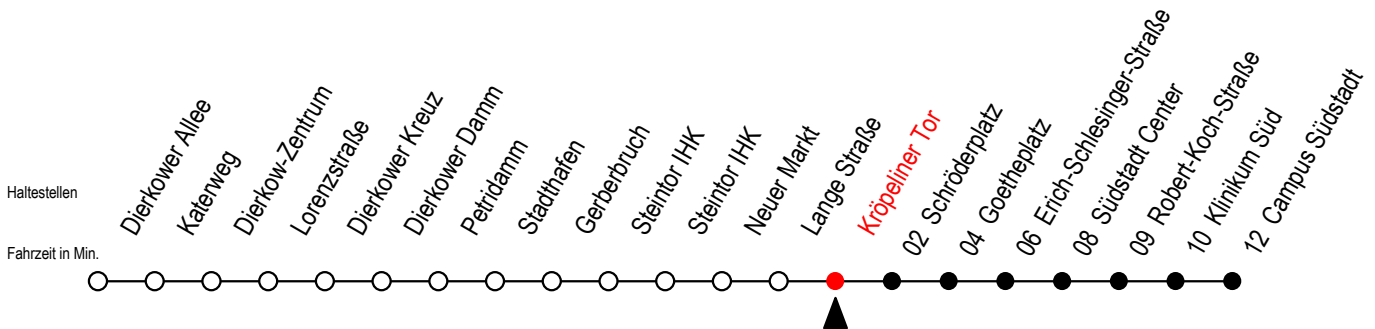 Haltestellen
Fahrzeit in Min.
Dierkower Allee
Katerweg
Dierkow-Zentrum
Lorenzstraße
Dierkower Kreuz
Dierkower Damm
Petridamm
Stadthafen
Gerberbruch
Steintor IHK
Steintor IHK
Neuer Markt
Lange Straße
Kröpeliner Tor
02 Schröderplatz
04 Goetheplatz
06 Erich-Schlesinger-Straße
08 Südstadt Center
09 Robert-Koch-Straße
10 Klinikum Süd
12 Campus Südstadt